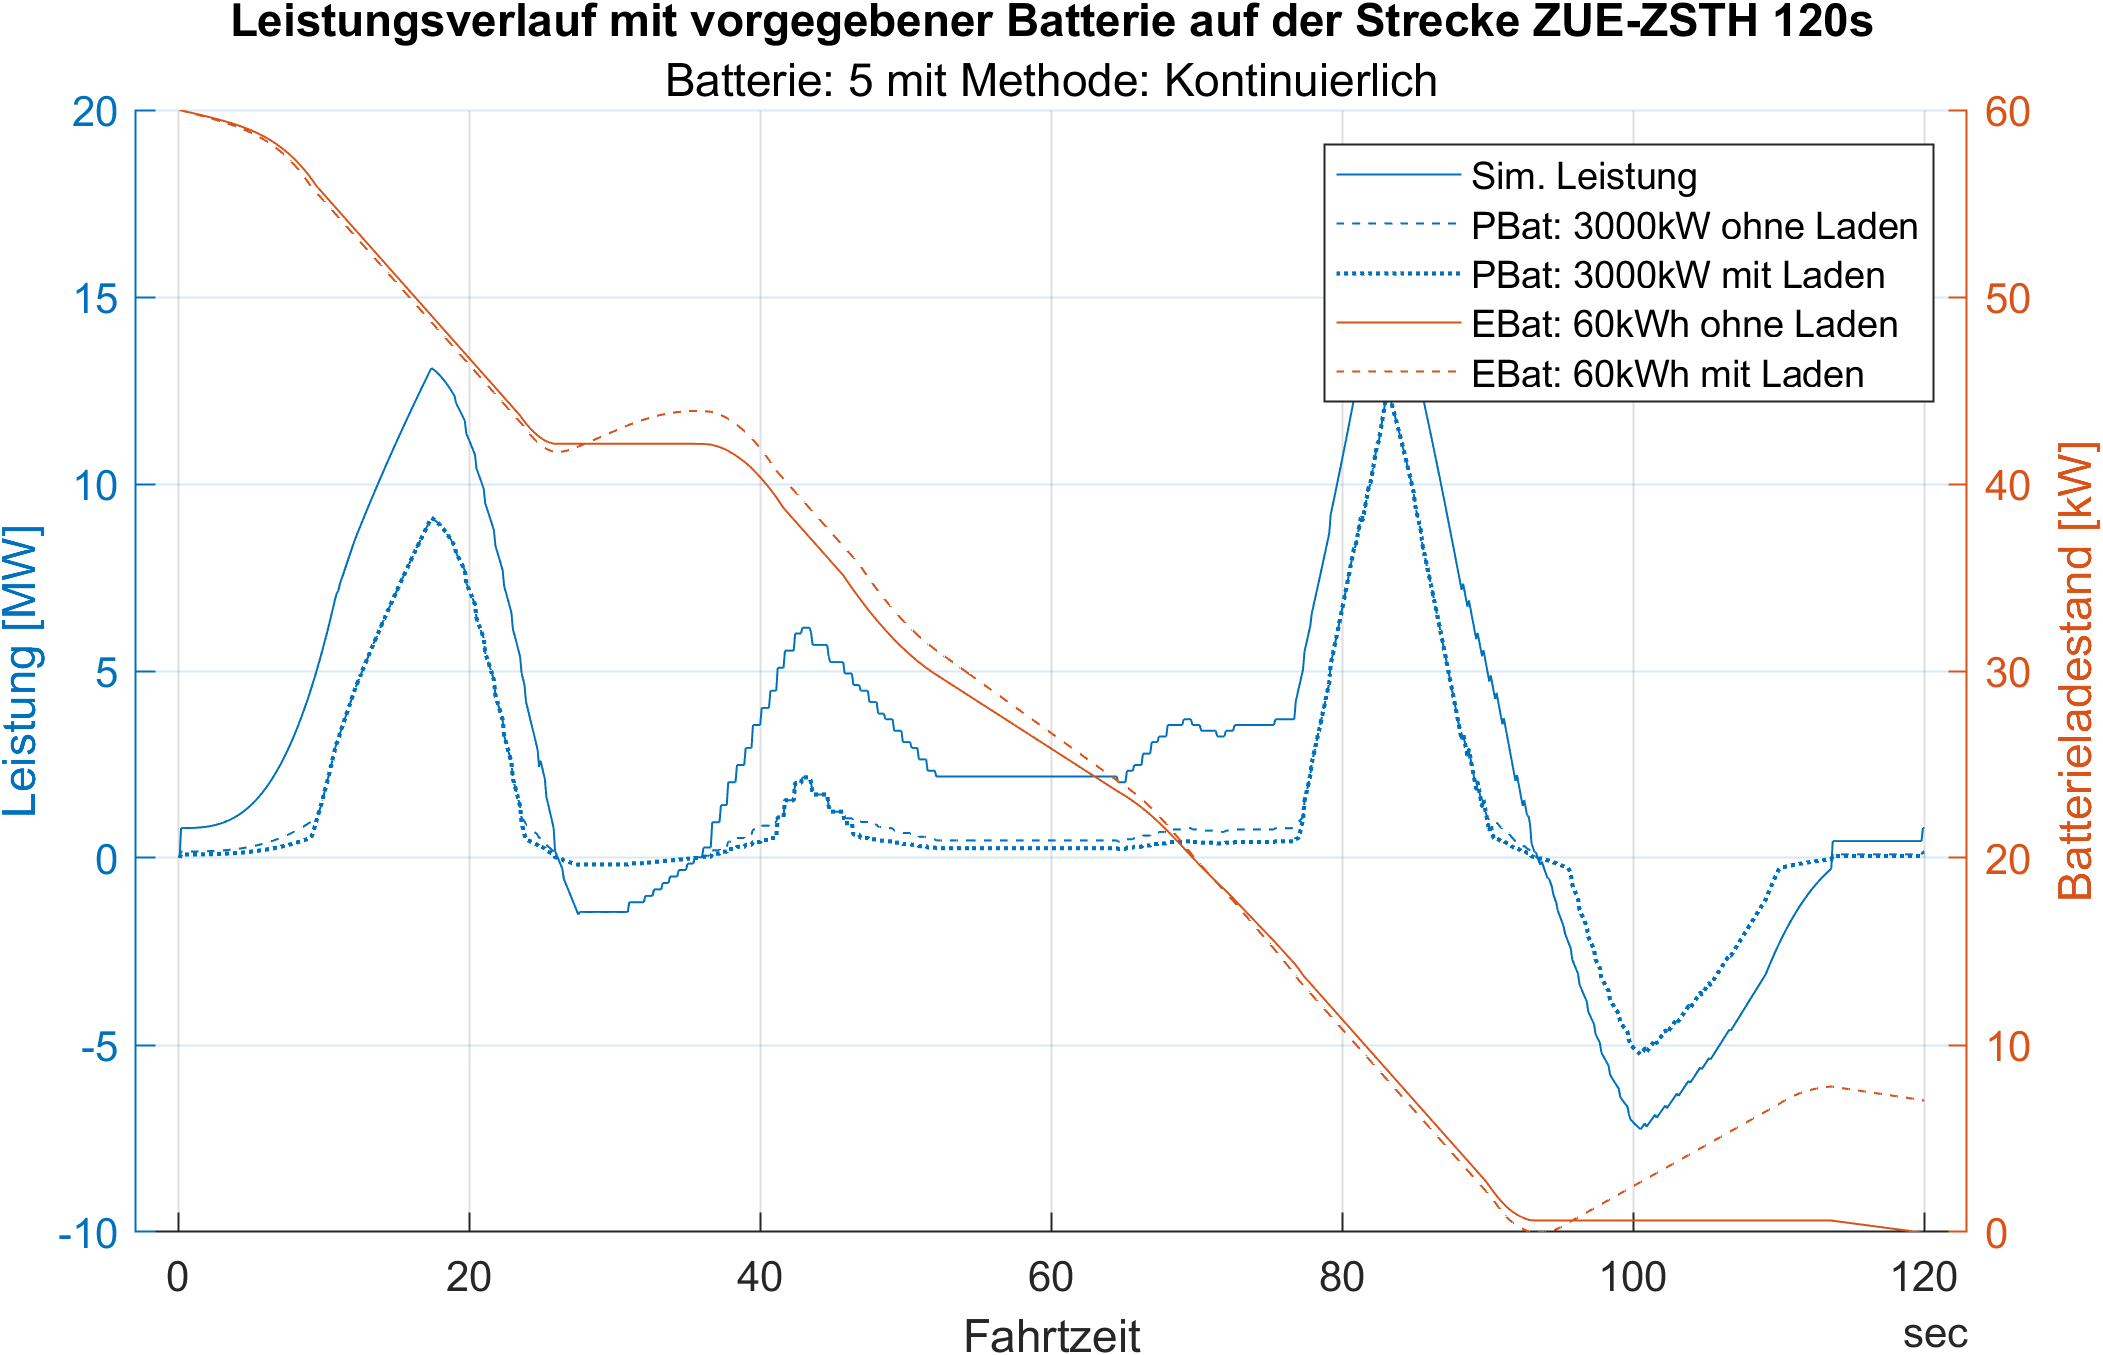 Leistungsverlauf mit vorgegebener Batterie auf der Strecke ZUE-ZSTH 120s
Batterie: 5 mit Methode: Kontinuierlich
20
15
10
5
0
-5
-10
Leistung [MW]
Sim. Leistung
PBat: 3000kW ohne Laden
PBat: 3000kW mit Laden
EBat: 60kWh ohne Laden
EBat: 60kWh mit Laden
60
50
40
30
20
10
0
Batterieladestand [kW]
0 20 40 60 80 100 120
Fahrtzeit
sec